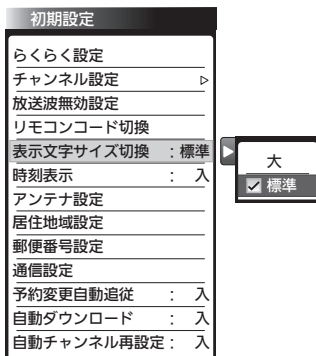 初期設定
らくらく設定
チャンネル設定
放送波無効設定
リモコンコード切換
表示文字サイズ切換 : 標準
時刻表示 : 入
アンテナ設定
居住地域設定
郵便番号設定
通信設定
予約変更自動追従 : 入
自動ダウンロード : 入
自動チャンネル再設定 : 入
大
標準